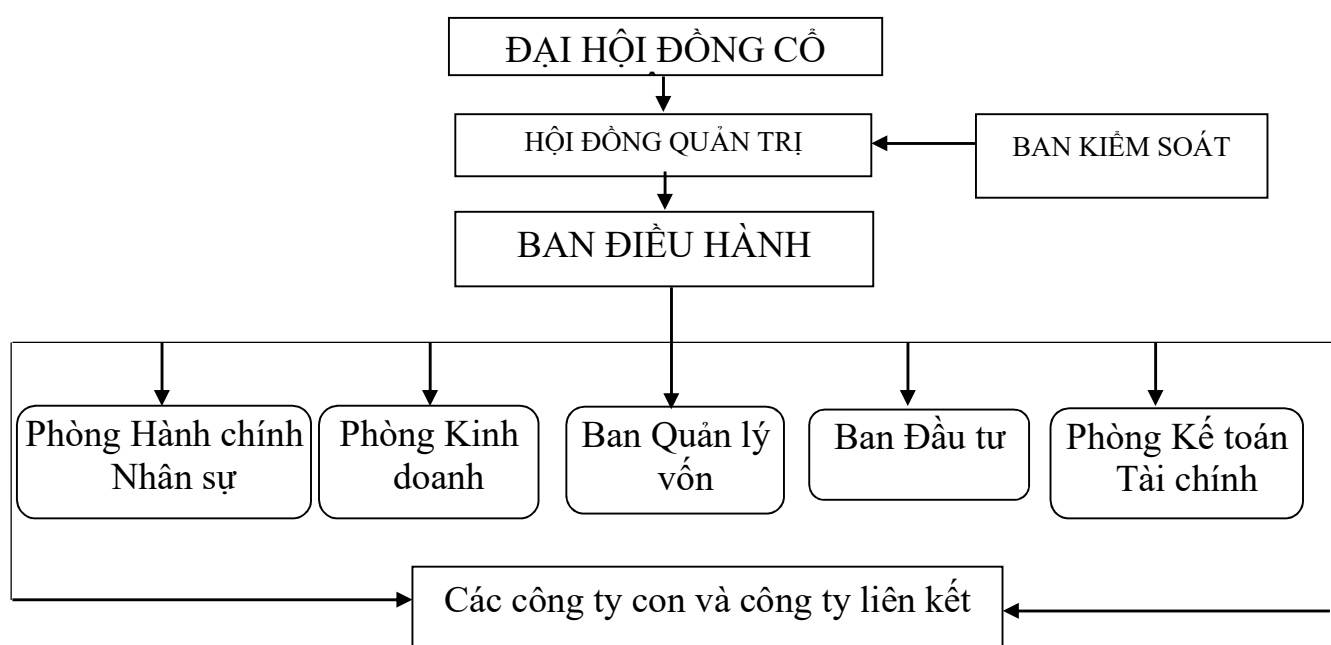 ĐẠI HỘI ĐỒNG CỔ
HỘI ĐỒNG QUẢN TRỊ
BAN KIỂM SOÁT
BAN ĐIỀU HÀNH
Phòng Hành chính
Nhân sự
Phòng Kinh
doanh
Ban Quản lý
vốn
Ban Đầu tư
Phòng Kế toán
Tài chính
Các công ty con và công ty liên kết